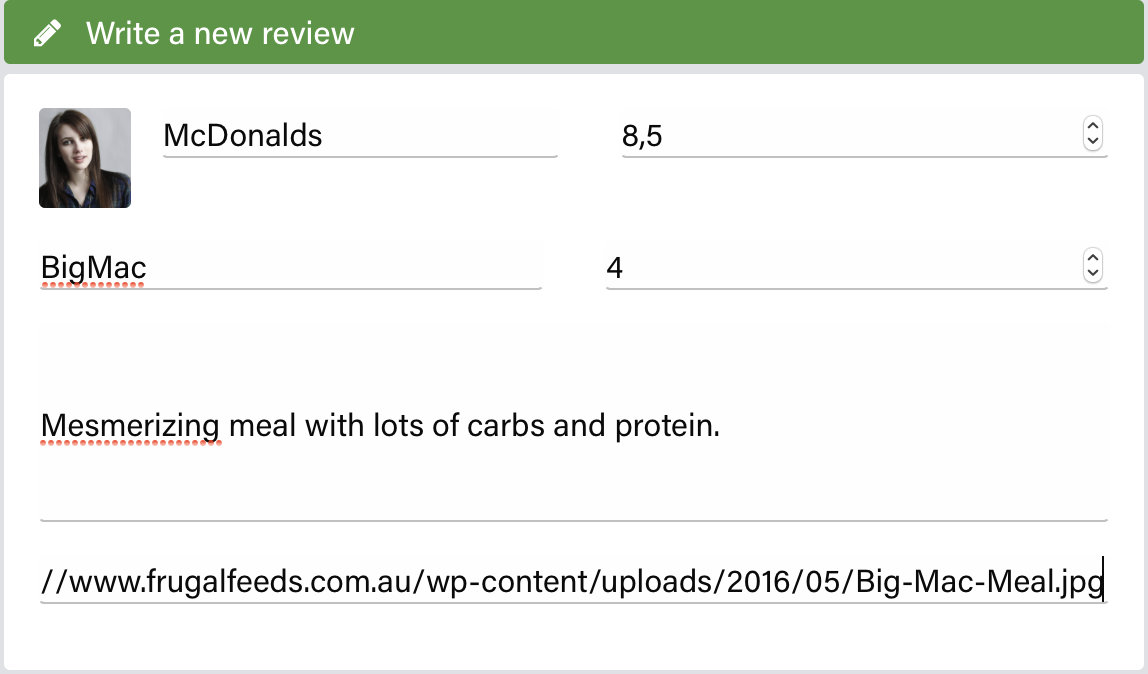 Write a new review
McDonalds 8,5
BigMac 4
Mesmerizing meal with lots of carbs and protein.
//www.frugalfeeds.com.au/wp-content/uploads/2016/05/Big-Mac-Meal.jpg